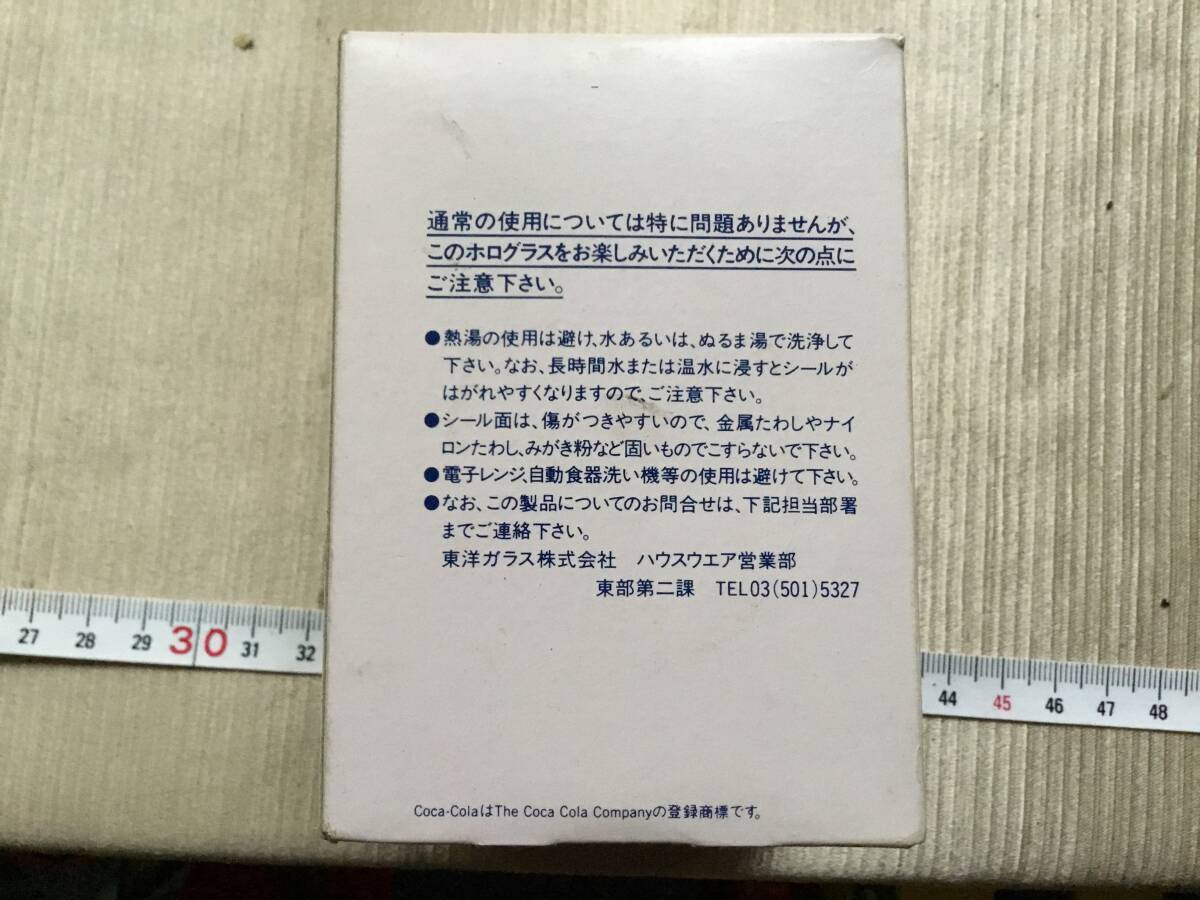 通常の使用については特に問題ありませんが、
このホログラスをお楽しみいただくために次の点に
ご注意下さい。
●熱湯の使用は避け、水あるいは、ぬるま湯で洗浄して
下さい。なお、長時間水または温水に浸すとシールが
はがれやすくなりますので、ご注意下さい。
●シール面は、傷がつきやすいので、金属たわしやナイ
ロンたわし、みがき粉など固いものでこすらないで下さい。
●電子レンジ、自動食器洗い機等の使用は避けて下さい。
●なお、この製品についてのお問合せは、下記担当部署
までご連絡下さい。
東洋ガラス株式会社 ハウスウエア営業部
東部第二課 TEL03(501)5327
27 28 29 30 31 32
44 45 46 47 48
Coca-ColaはThe Coca Cola Companyの登録商標です。